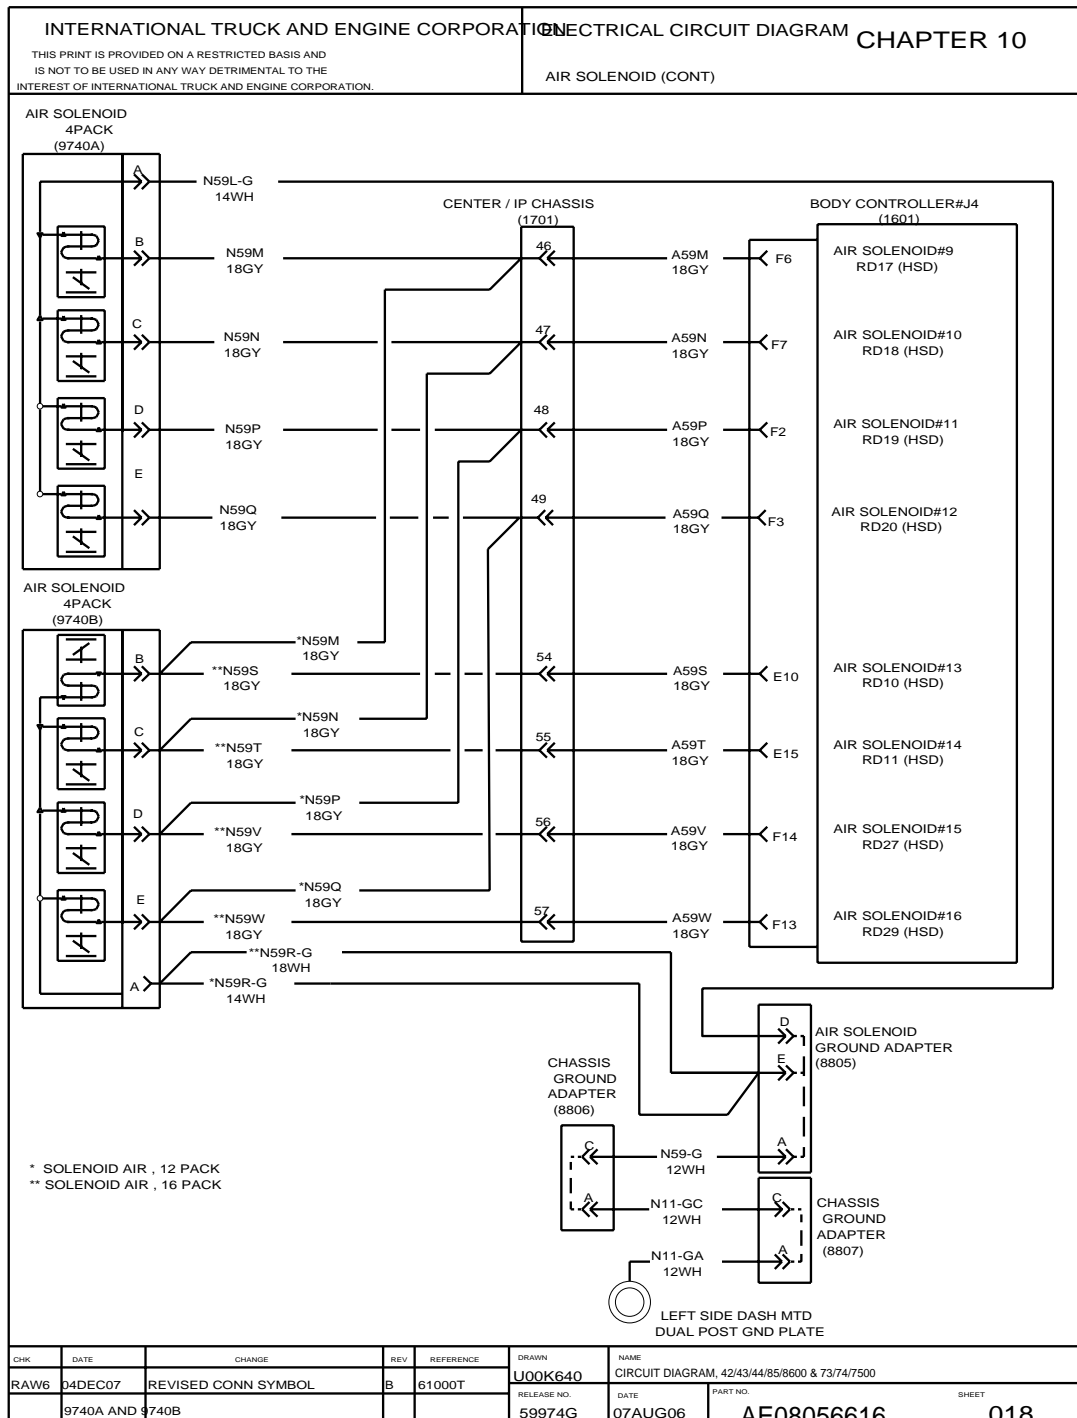 INTERNATIONAL TRUCK AND ENGINE CORPORATION
THIS PRINT IS PROVIDED ON A RESTRICTED BASIS AND
IS NOT TO BE USED IN ANY WAY DETRIMENTAL TO THE
INTEREST OF INTERNATIONAL TRUCK AND ENGINE CORPORATION.
ELECTRICAL CIRCUIT DIAGRAM
CHAPTER 10
AIR SOLENOID (CONT)
AIR SOLENOID
4PACK
(9740A)
A
N59L-G
14WH
CENTER / IP CHASSIS
(1701)
BODY CONTROLLER#J4
(1601)
B
N59M
18GY
46
A59M
18GY
F6
AIR SOLENOID#9
RD17 (HSD)
C
N59N
18GY
47
A59N
18GY
F7
AIR SOLENOID#10
RD18 (HSD)
D
N59P
18GY
48
A59P
18GY
F2
AIR SOLENOID#11
RD19 (HSD)
E
N59Q
18GY
49
A59Q
18GY
F3
AIR SOLENOID#12
RD20 (HSD)
AIR SOLENOID
4PACK
(9740B)
*N59M
18GY
B
**N59S
18GY
54
A59S
18GY
E10
AIR SOLENOID#13
RD10 (HSD)
*N59N
18GY
C
**N59T
18GY
55
A59T
18GY
E15
AIR SOLENOID#14
RD11 (HSD)
*N59P
18GY
D
**N59V
18GY
56
A59V
18GY
F14
AIR SOLENOID#15
RD27 (HSD)
*N59Q
18GY
E
**N59W
18GY
57
A59W
18GY
F13
AIR SOLENOID#16
RD29 (HSD)
**N59R-G
18WH
A
*N59R-G
14WH
D
E
A
AIR SOLENOID
GROUND ADAPTER
(8805)
CHASSIS
GROUND
ADAPTER
(8806)
C
N59-G
12WH
A
N11-GC
12WH
C
A
CHASSIS
GROUND
ADAPTER
(8807)
N11-GA
12WH
LEFT SIDE DASH MTD
DUAL POST GND PLATE
* SOLENOID AIR , 12 PACK
** SOLENOID AIR , 16 PACK
CHK DATE CHANGE REV REFERENCE
RAW6 04DEC07 REVISED CONN SYMBOL B 61000T
9740A AND 9740B
DRAWN
U00K640
NAME
CIRCUIT DIAGRAM, 42/43/44/85/8600 & 73/74/7500
RELEASE NO.
59974G
DATE
07AUG06
PART NO.
AE08056616
SHEET
018